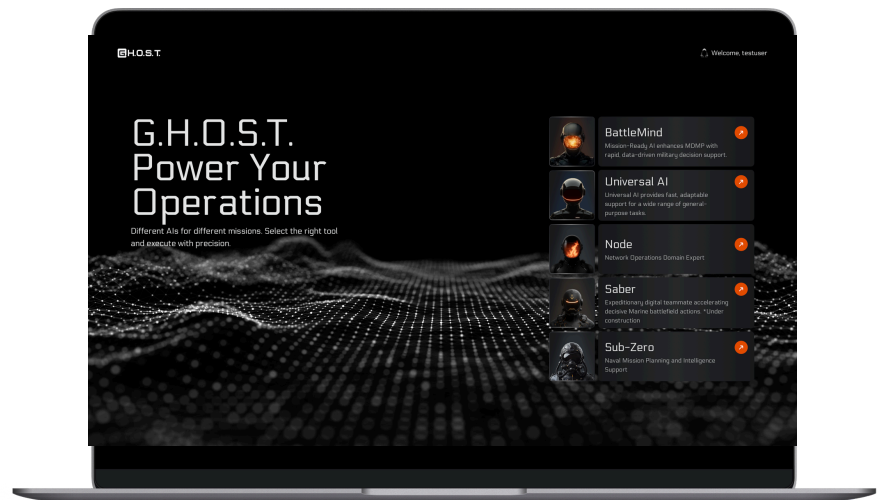 G.H.O.S.T.
Welcome, testuser
G.H.O.S.T.
Power Your
Operations
Different AIs for different missions. Select the right tool
and execute with precision.
BattleMind
Mission-Ready AI enhances MDMP with
rapid, data-driven military decision support.
Universal AI
Universal AI provides fast, adaptable
support for a wide range of general-
purpose tasks.
Node
Network Operations Domain Expert
Saber
Expeditionary digital teammate accelerating
decisive Marine battlefield actions. *Under
construction
Sub-Zero
Naval Mission Planning and Intelligence
Support